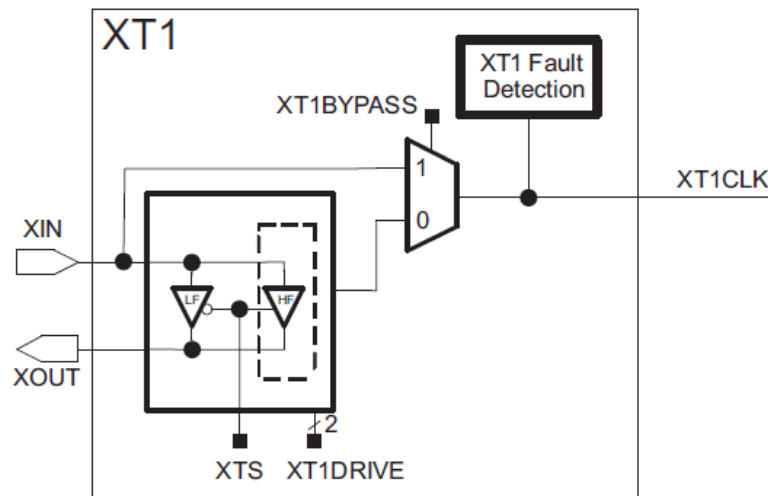 XT1
XT1 Fault
Detection
XT1BYPASS
1
XT1CLK
0
XIN
LF
HF
XOUT
2
XTS
XT1DRIVE